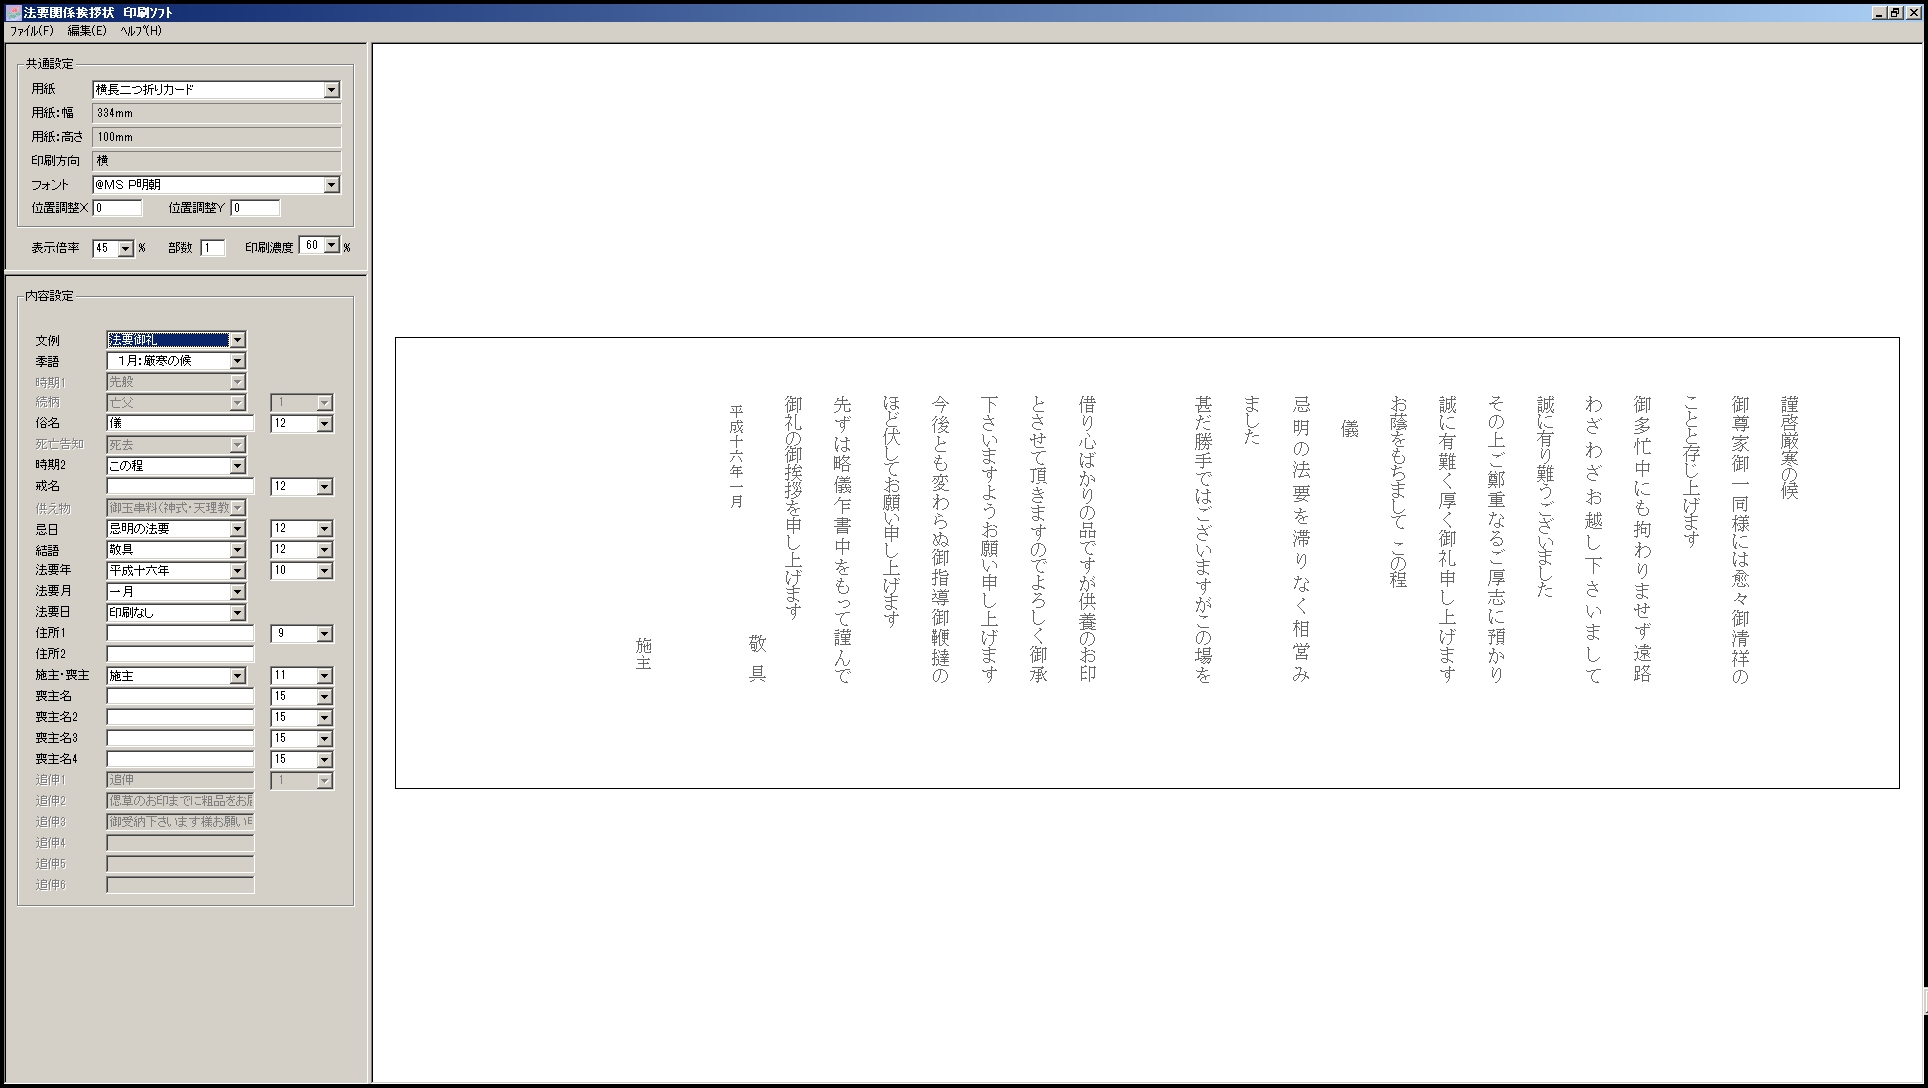 法要関係挨拶状 印刷ソフト
ファイル(F) 編集(E) ヘルプ(H)
共通設定
用紙 横長二つ折りカード
用紙:幅 334mm
用紙:高さ 100mm
印刷方向 横
フォント @MS P明朝
位置調整X 0 位置調整Y 0
表示倍率 45 % 部数 1 印刷濃度 60 %
内容設定
文例 法要御礼
季語 1月:厳寒の候
時期1 先般
続柄 亡父 1
俗名 儀 12
死亡告知 死去
時期2 この程
戒名 12
供え物 御玉串料(神式・天理教
忌日 忌明の法要 12
結語 敬具 12
法要年 平成十六年 10
法要月 一月
法要日 印刷なし
住所1 9
住所2
施主・喪主 施主 11
喪主名 15
喪主名2 15
喪主名3 15
喪主名4 15
追伸1 追伸 1
追伸2 偲草のお印までに粗品をお届
追伸3 御受納下さいます様お願い申
追伸4
追伸5
追伸6
謹啓厳寒の候
御尊家御一同様には愈々御清祥の
ことと存じ上げます
御多忙中にも拘わりませず遠路
わざわざお越し下さいまして
誠に有り難うございました
その上ご鄭重なるご厚志に預かり
誠に有難く厚く御礼申し上げます
お蔭をもちまして この程
儀
忌明の法要を滞りなく相営み
ました
甚だ勝手ではございますがこの場を
借り心ばかりの品ですが供養のお印
とさせて頂きますのでよろしく御承
下さいますようお願い申し上げます
今後とも変わらぬ御指導御鞭撻の
ほど伏してお願い申し上げます
先ずは略儀乍書中をもって謹んで
御礼の御挨拶を申し上げます
敬具
平成十六年一月
施主